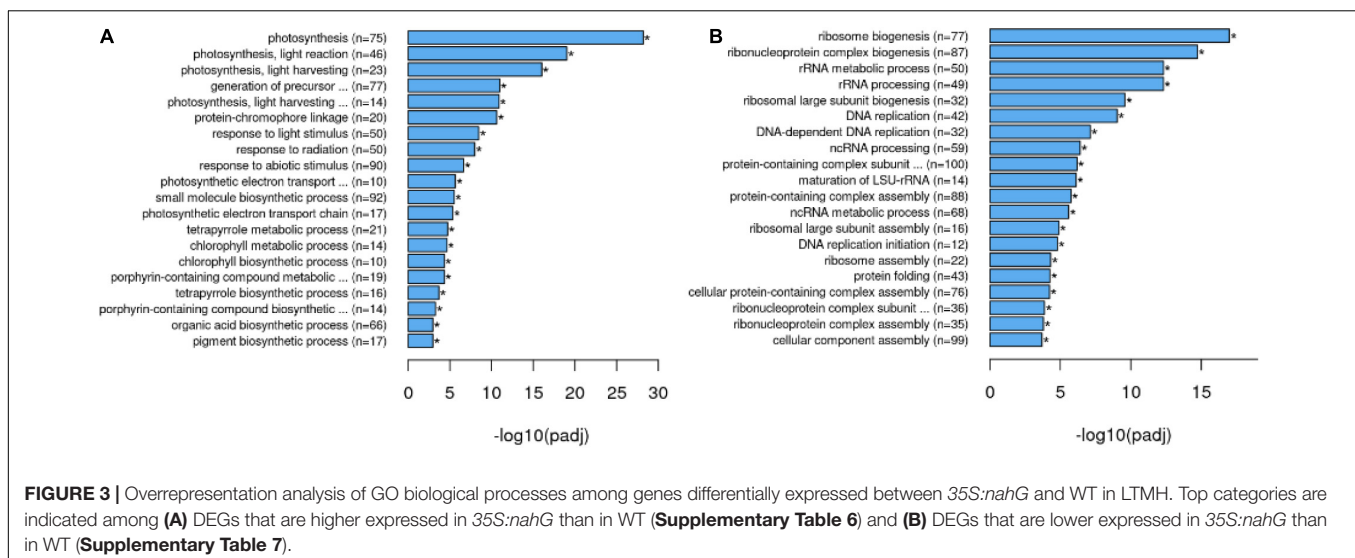 A
photosynthesis (n=75)
photosynthesis, light reaction (n=46)
photosynthesis, light harvesting (n=23)
generation of precursor ... (n=77)
photosynthesis, light harvesting ... (n=14)
protein-chromophore linkage (n=20)
response to light stimulus (n=50)
response to radiation (n=50)
response to abiotic stimulus (n=90)
photosynthetic electron transport ... (n=10)
small molecule biosynthetic process (n=92)
photosynthetic electron transport chain (n=17)
tetrapyrrole metabolic process (n=21)
chlorophyll metabolic process (n=14)
chlorophyll biosynthetic process (n=10)
porphyrin-containing compound metabolic ... (n=19)
tetrapyrrole biosynthetic process (n=16)
porphyrin-containing compound biosynthetic ... (n=14)
organic acid biosynthetic process (n=66)
pigment biosynthetic process (n=17)
0 5 10 15 20 25 30
-log10(padj)
B
ribosome biogenesis (n=77)
ribonucleoprotein complex biogenesis (n=87)
rRNA metabolic process (n=50)
rRNA processing (n=49)
ribosomal large subunit biogenesis (n=32)
DNA replication (n=42)
DNA-dependent DNA replication (n=32)
ncRNA processing (n=59)
protein-containing complex subunit ... (n=100)
maturation of LSU-rRNA (n=14)
protein-containing complex assembly (n=88)
ncRNA metabolic process (n=68)
ribosomal large subunit assembly (n=16)
DNA replication initiation (n=12)
ribosome assembly (n=22)
protein folding (n=43)
cellular protein-containing complex assembly (n=76)
ribonucleoprotein complex subunit ... (n=36)
ribonucleoprotein complex assembly (n=35)
cellular component assembly (n=99)
0 5 10 15
-log10(padj)
FIGURE 3 | Overrepresentation analysis of GO biological processes among genes differentially expressed between 35S:nahG and WT in LTMH. Top categories are
indicated among (A) DEGs that are higher expressed in 35S:nahG than in WT (Supplementary Table 6) and (B) DEGs that are lower expressed in 35S:nahG than
in WT (Supplementary Table 7).